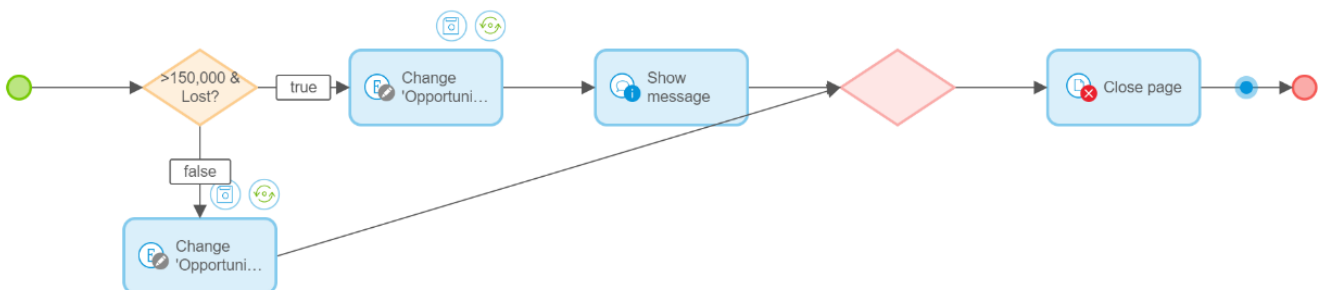 >150,000 &
Lost?
true
Change
'Opportuni...
Show
message
Close page
false
Change
'Opportuni...